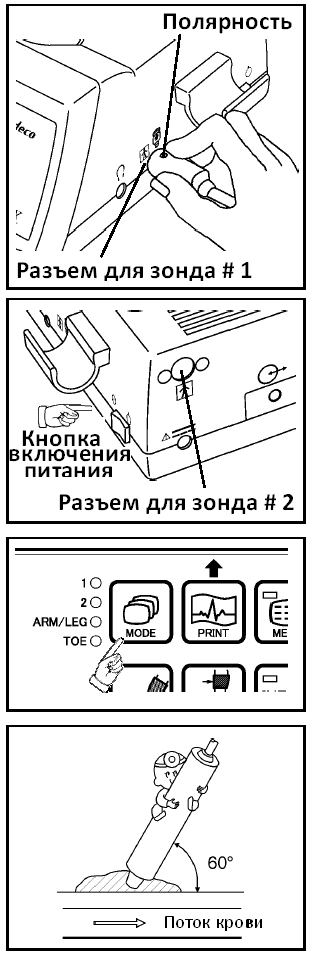 Полярность
deco
Разъем для зонда # 1
Кнопка
включения
питания
Разъем для зонда # 2
1
2
ARM/LEG
TOE
MODE
PRINT
ME
60°
Поток крови